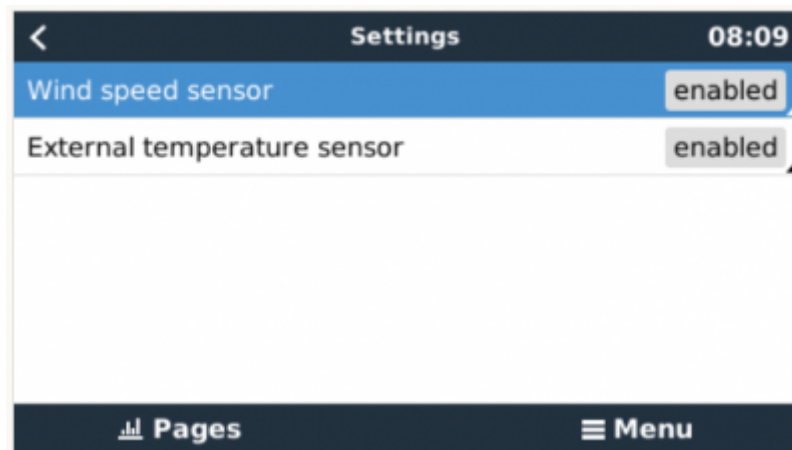 Settings 08:09
Wind speed sensor enabled
External temperature sensor enabled
Pages Menu